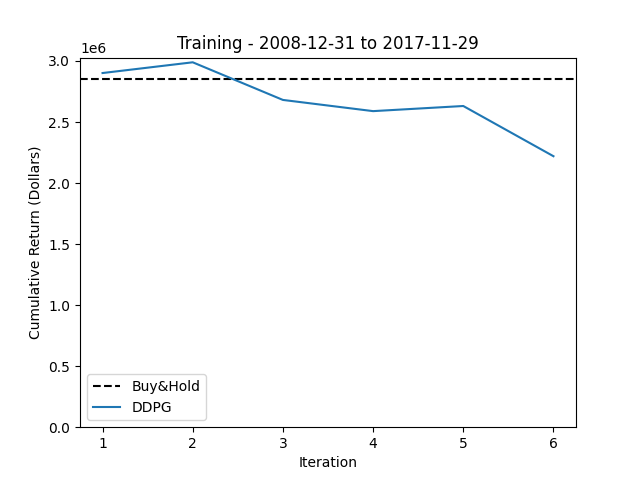 Training - 2008-12-31 to 2017-11-29
1e6
3.0
2.5
2.0
1.5
1.0
0.5
0.0
Cumulative Return (Dollars)
Buy&Hold
DDPG
1 2 3 4 5 6
Iteration